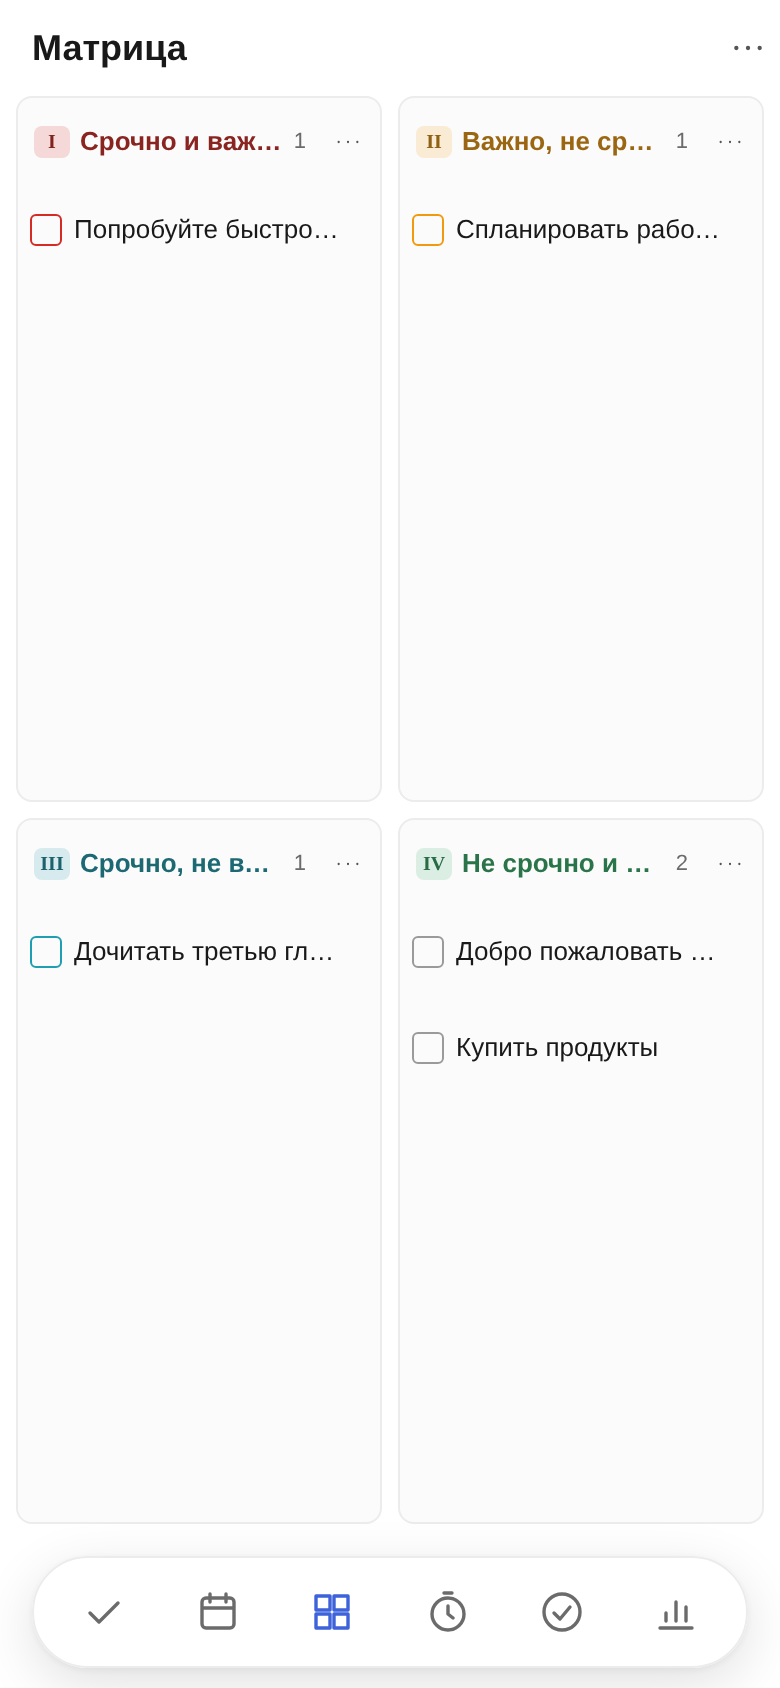 Матрица
I Срочно и важ… 1
Попробуйте быстро…
II Важно, не ср… 1
Спланировать рабо…
III Срочно, не в… 1
Дочитать третью гл…
IV Не срочно и … 2
Добро пожаловать …
Купить продукты